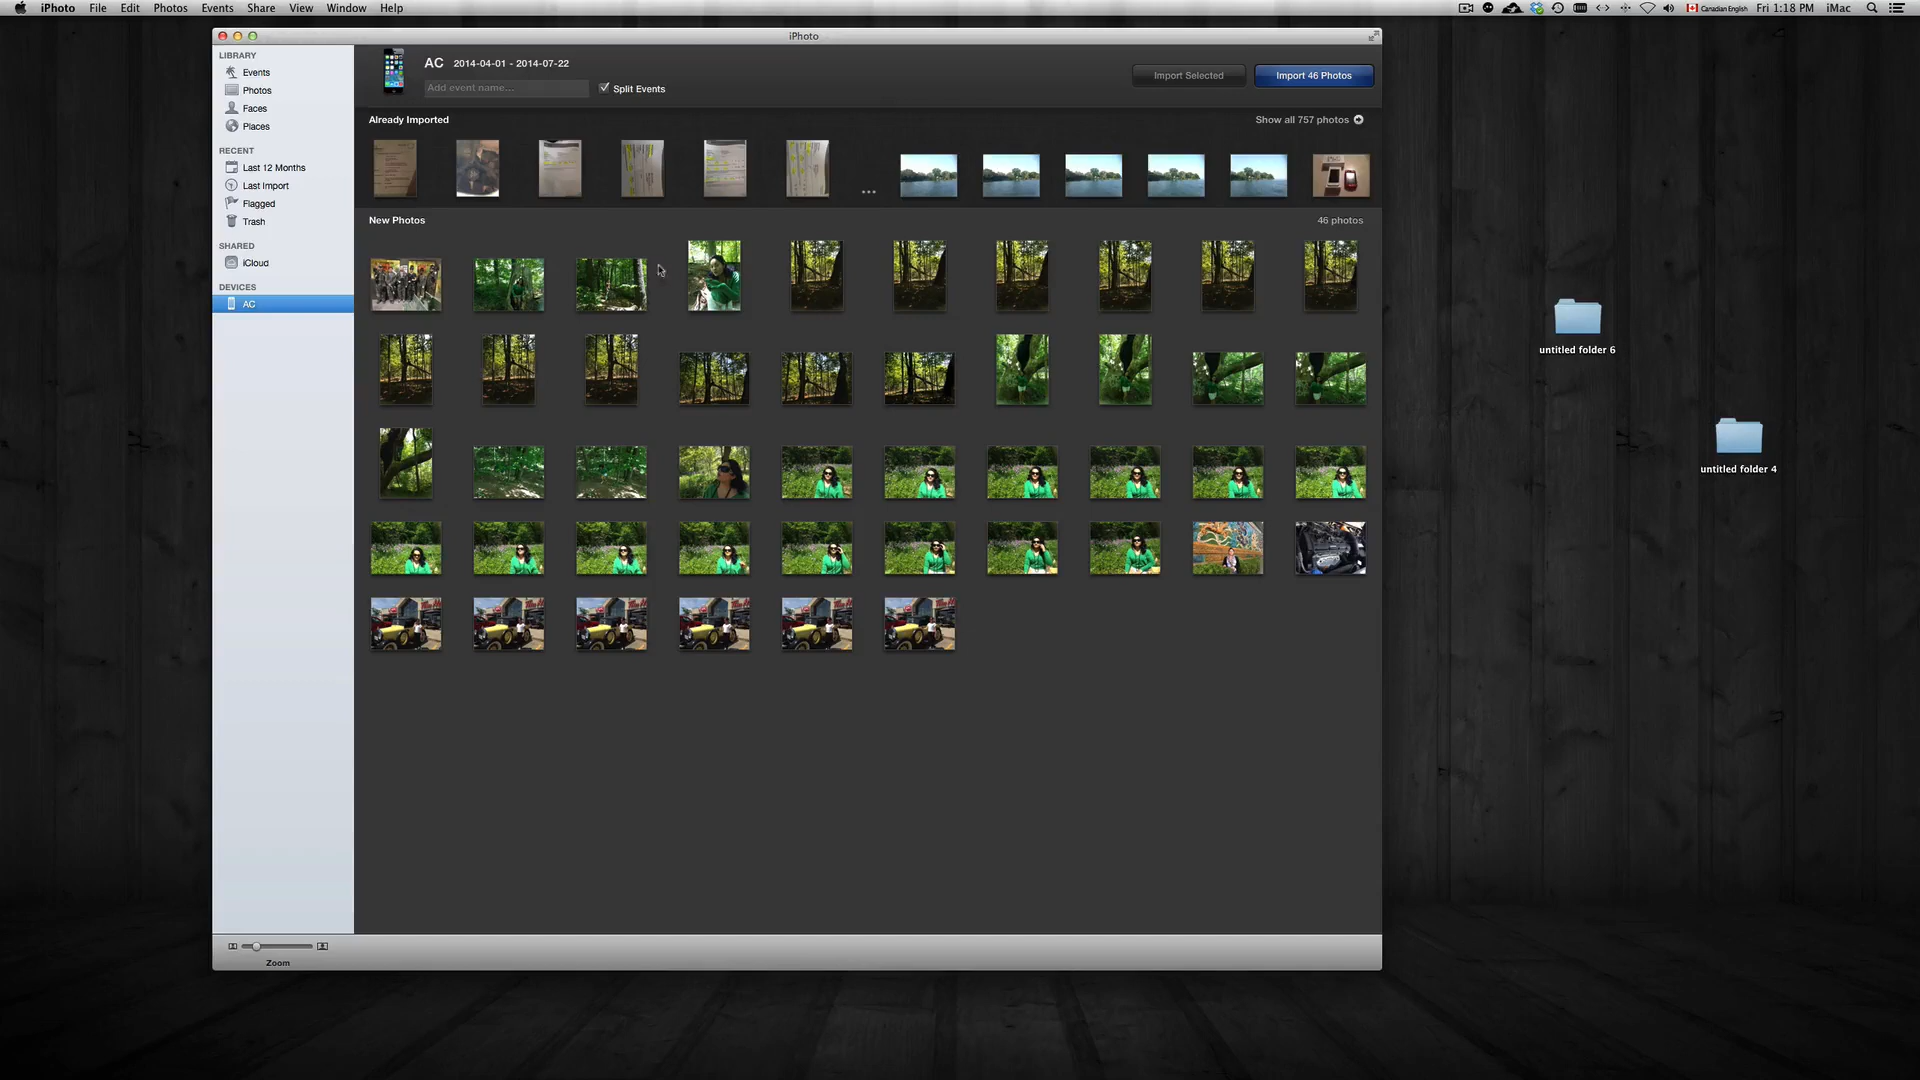 iPhoto File Edit Photos Events Share View Window Help Canadian English Fri 1:18 PM iMac
iPhoto
LIBRARY
Events
Photos
Faces
Places
RECENT
Last 12 Months
Last Import
Flagged
Trash
SHARED
iCloud
DEVICES
AC
AC 2014-04-01 - 2014-07-22
Add event name...
Split Events
Import Selected
Import 46 Photos
Already Imported
Show all 757 photos
...
New Photos
46 photos
Zoom
untitled folder 6
untitled folder 4